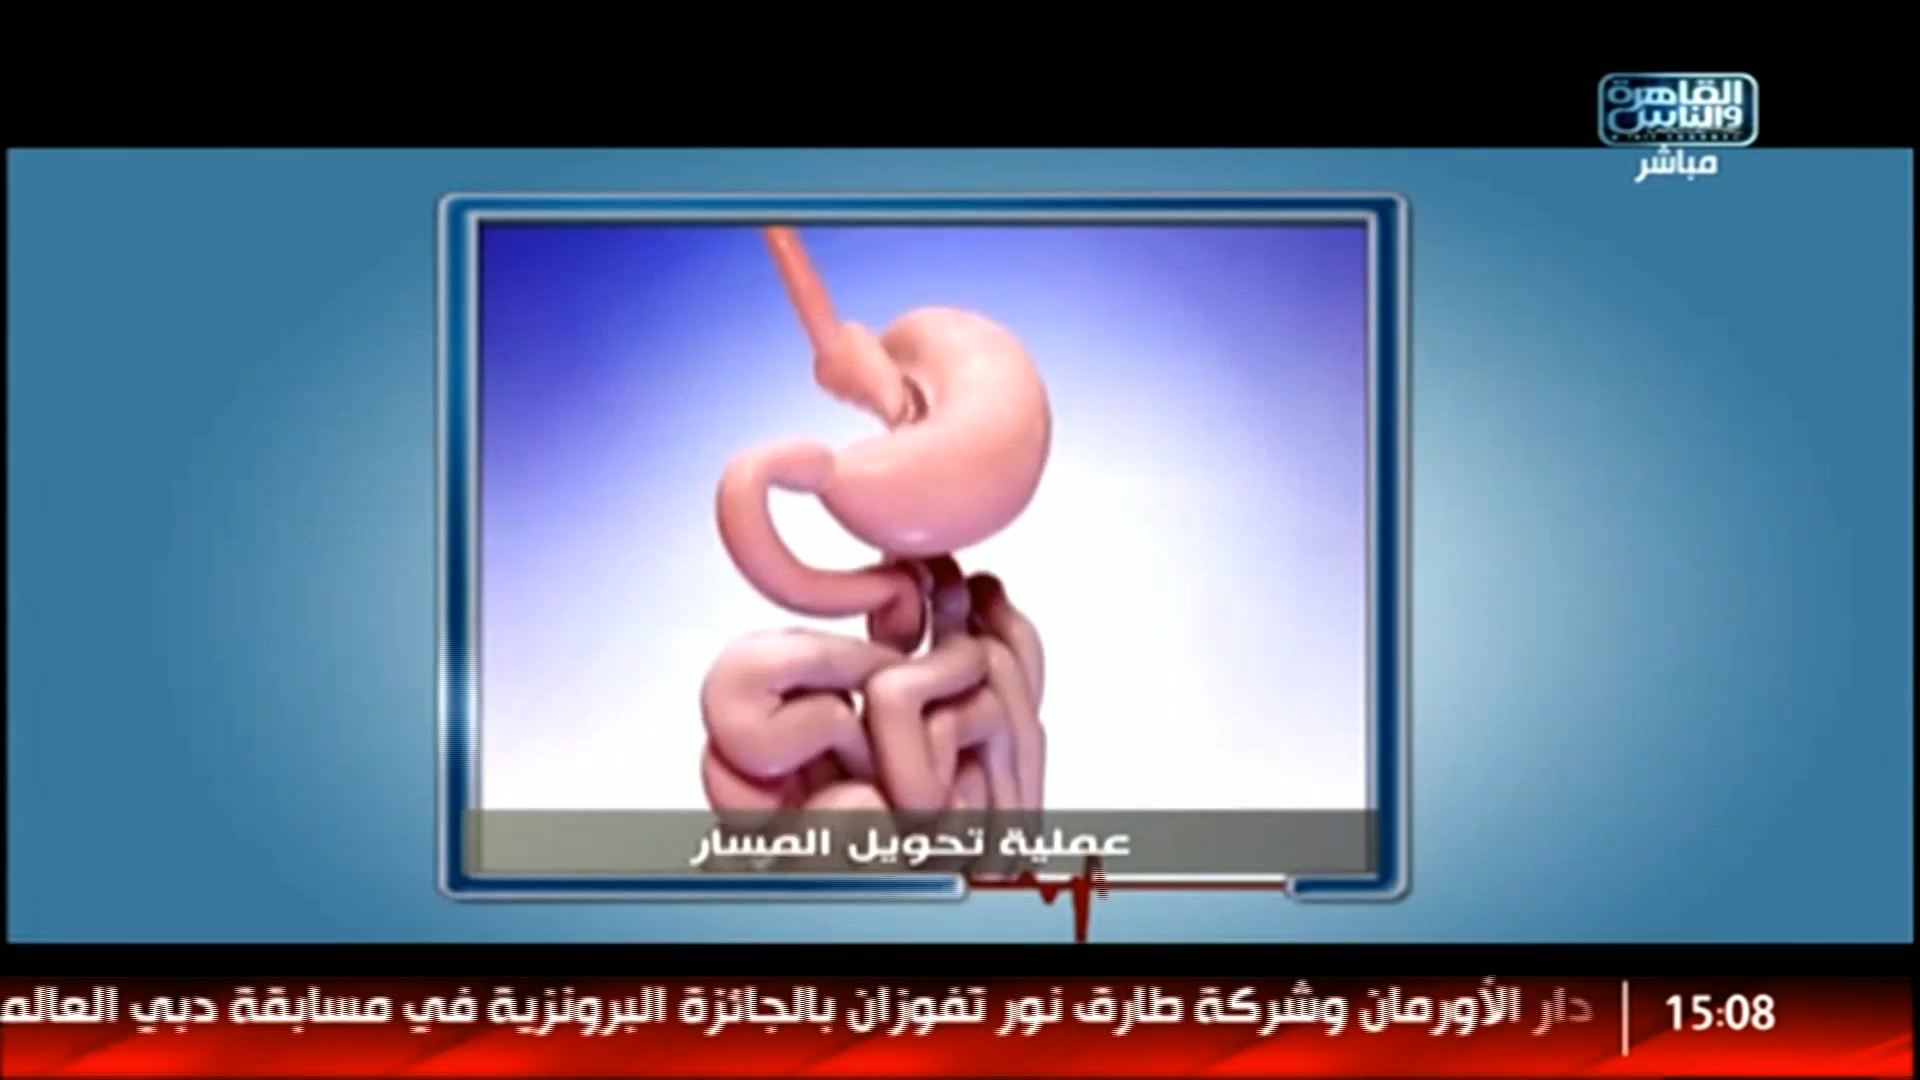 القاهرة
والناس
مباشر
عملية تحويل المسار
دار الأورمان وشركة طارق نور تفوزان بالجائزة البرونزية في مسابقة دبي العالم
15:08